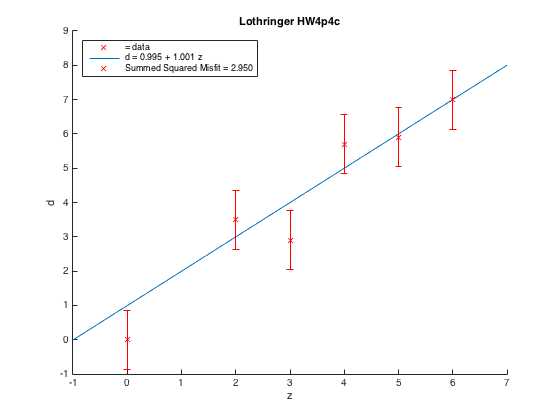 Lothringer HW4p4c
= data
d = 0.995 + 1.001 z
Summed Squared Misfit = 2.950
9
8
7
6
5
4
3
2
1
0
-1
d
-1 0 1 2 3 4 5 6 7
z